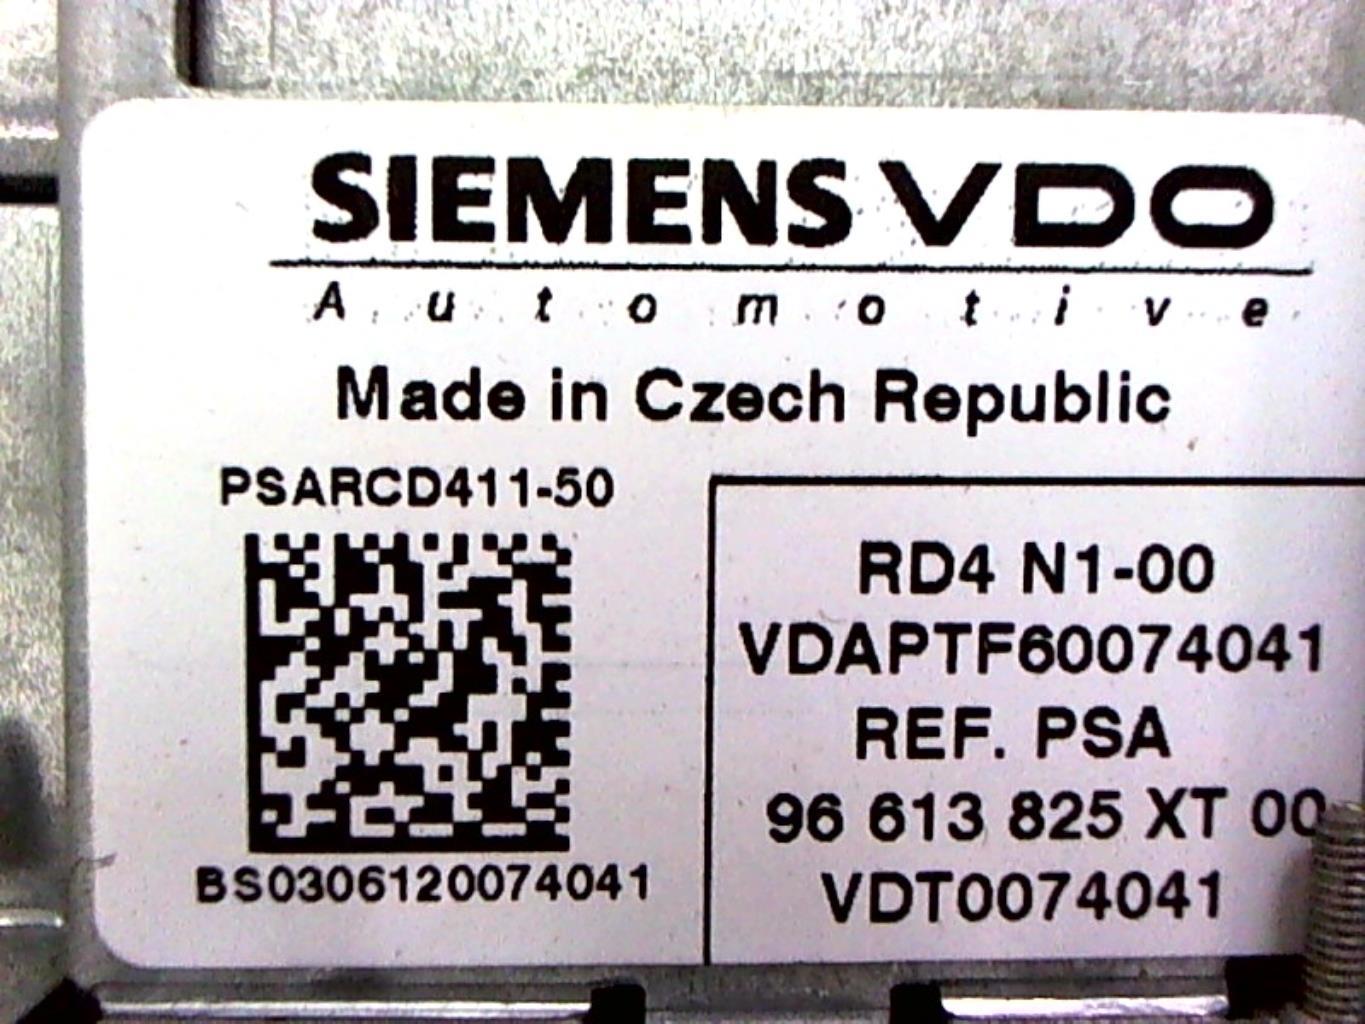 SIEMENS VDO
Automotive
Made in Czech Republic
PSARCD411-50
BS0306120074041
RD4 N1-00
VDAPTF60074041
REF. PSA
96 613 825 XT 00
VDT0074041